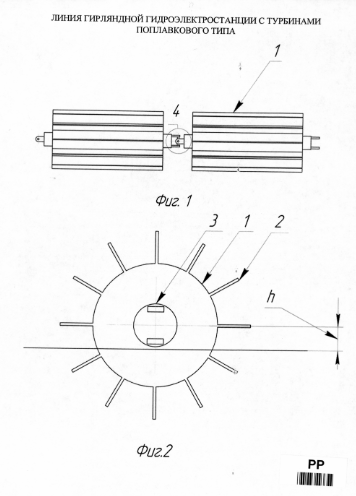 ЛИНИЯ ГИРЛЯНДНОЙ ГИДРОЭЛЕКТРОСТАНЦИИ С ТУРБИНАМИ
ПОПЛАВКОВОГО ТИПА
1
4
Фиг. 1
3
1
2
h
Фиг.2
PP